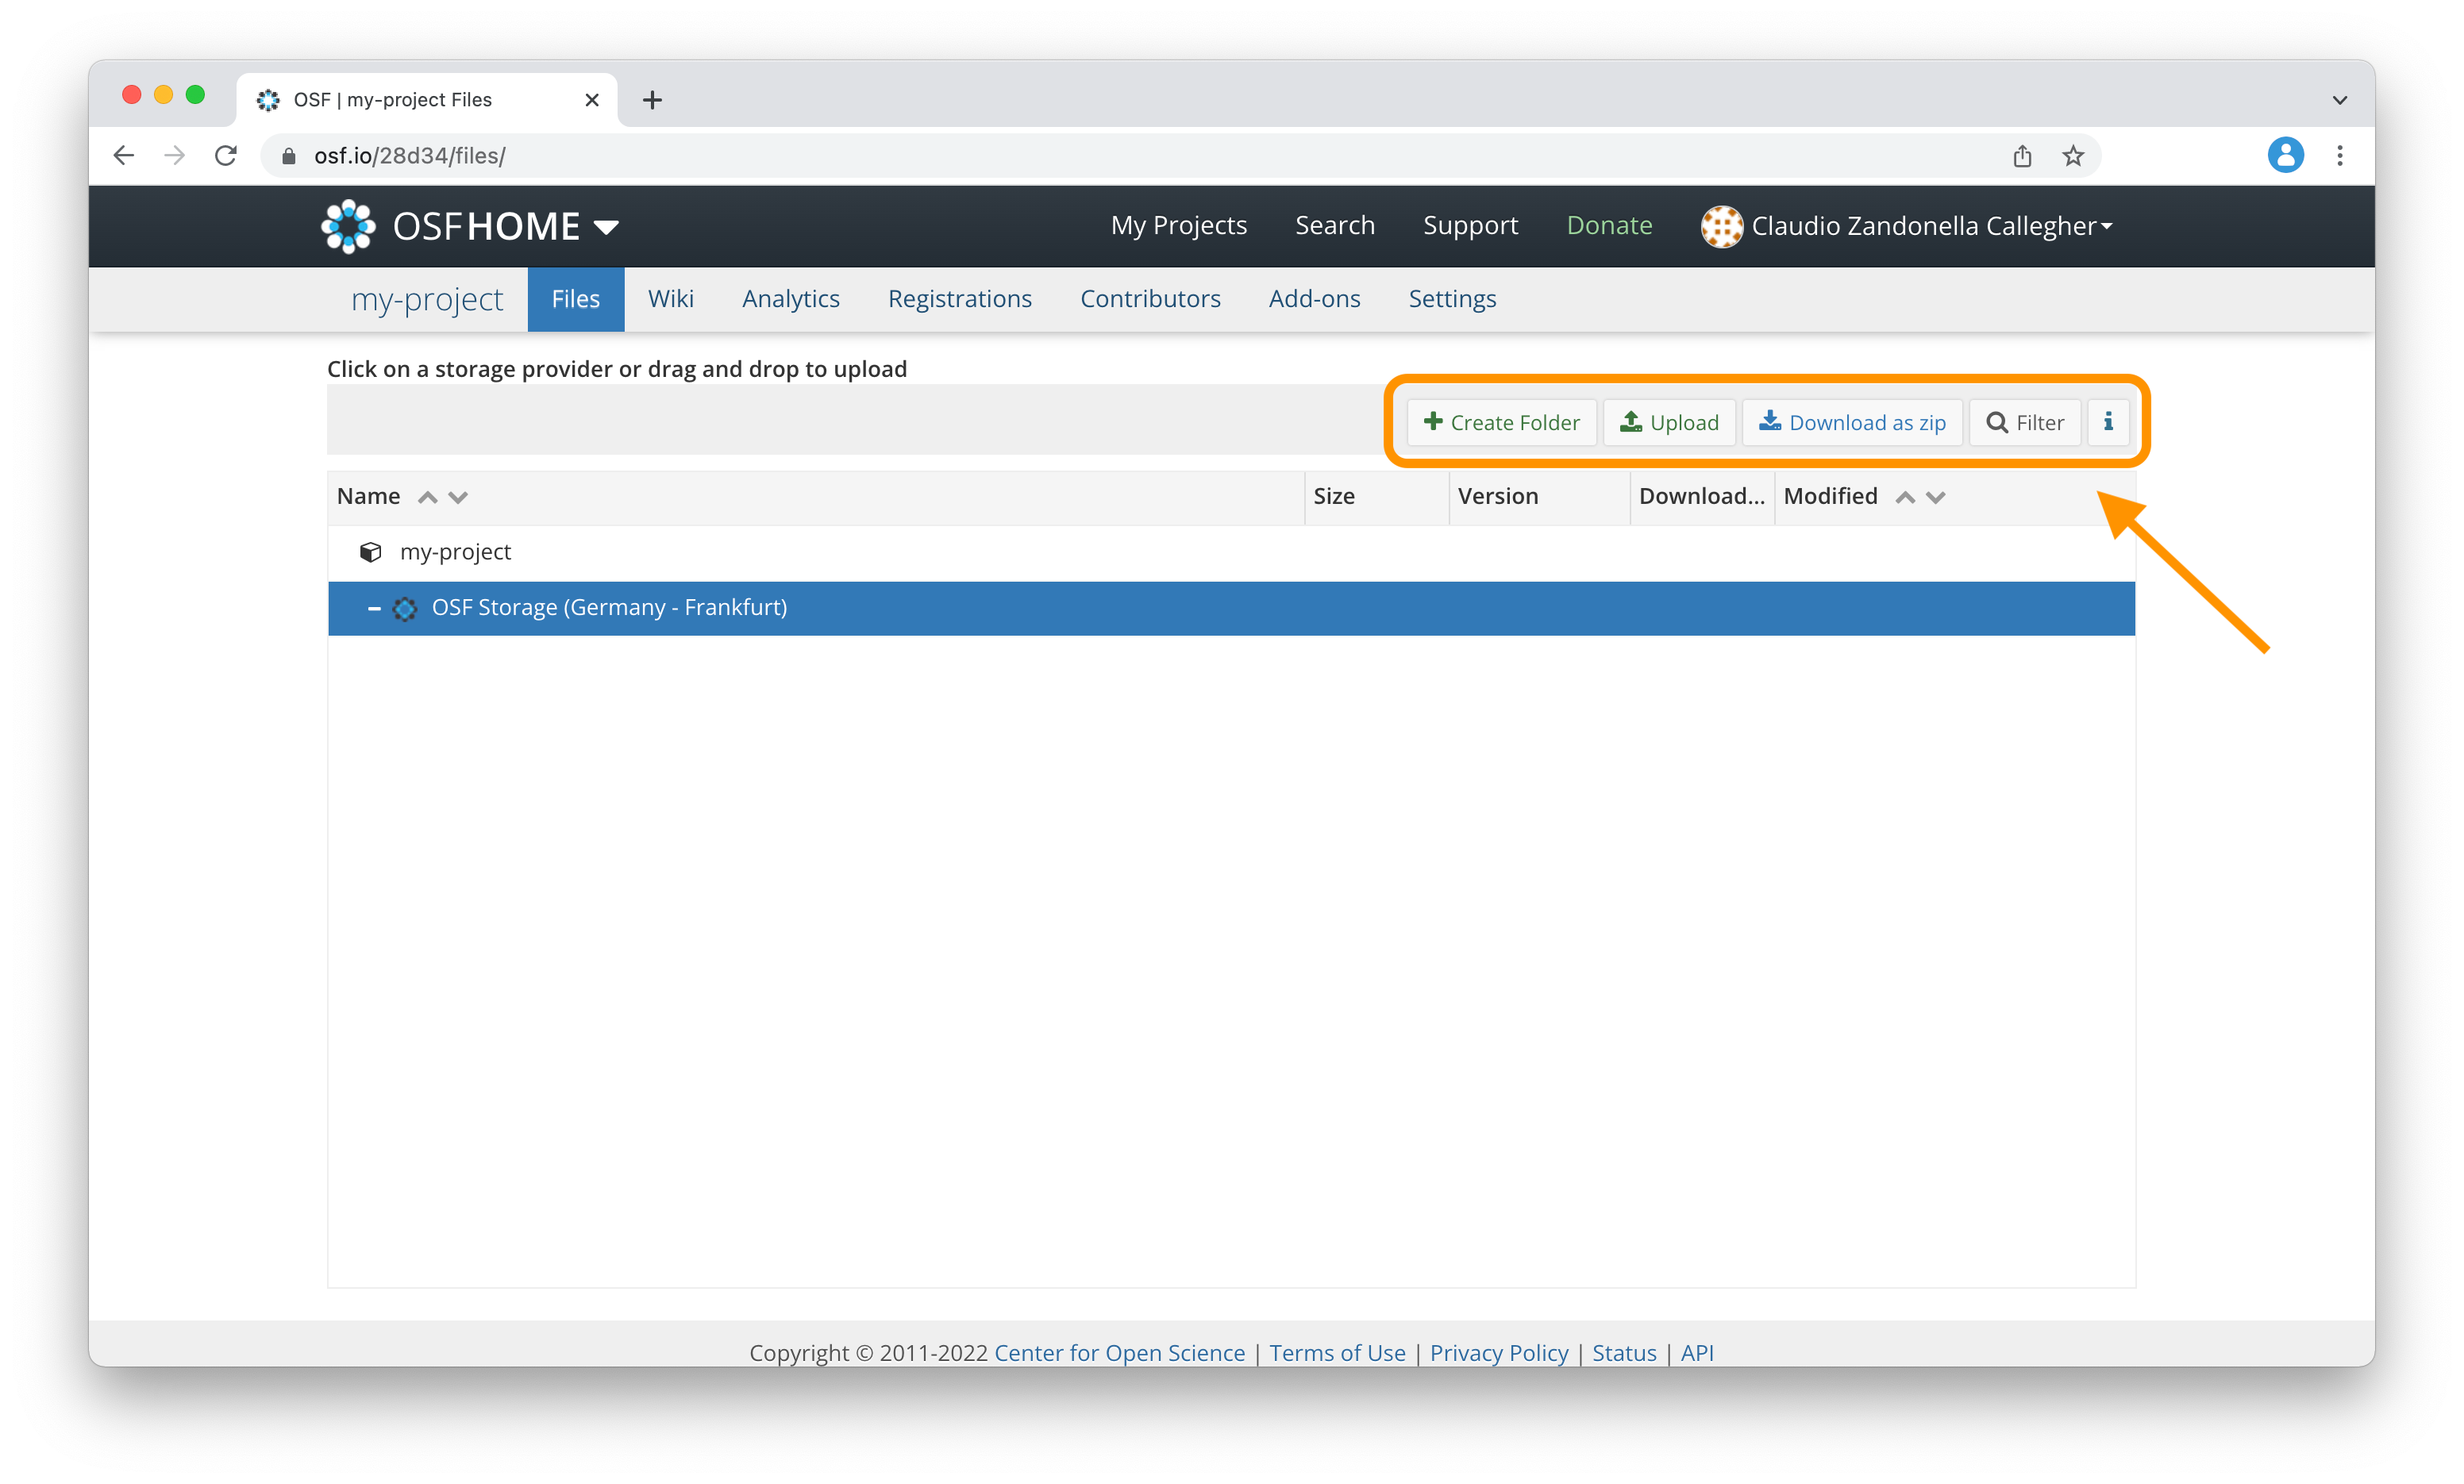 OSF | my-project Files
osf.io/28d34/files/
OSFHOME My Projects Search Support Donate Claudio Zandonella Callegher
my-project Files Wiki Analytics Registrations Contributors Add-ons Settings
Click on a storage provider or drag and drop to upload
Create Folder Upload Download as zip Filter i
Name Size Version Download... Modified
my-project
OSF Storage (Germany - Frankfurt)
Copyright © 2011-2022 Center for Open Science | Terms of Use | Privacy Policy | Status | API